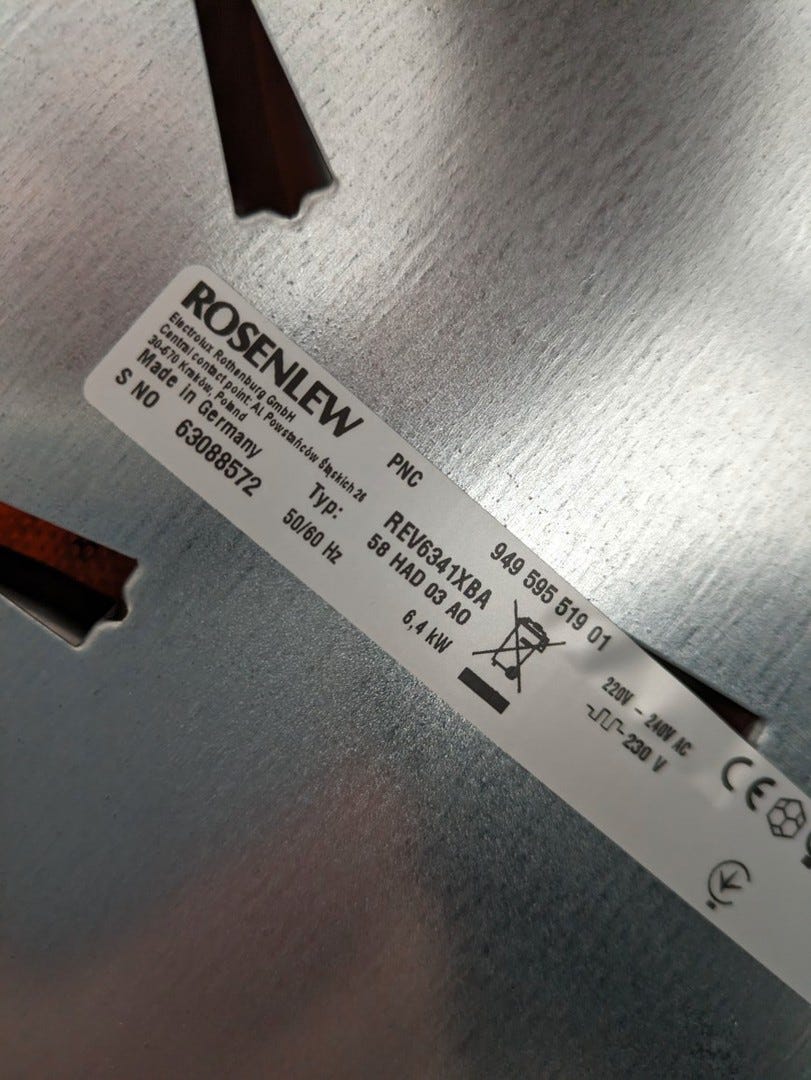 ROSENLEW
Electrolux Rothenburg GmbH
Central contact point: Al. Powstańców Śląskich 26
30-570 Kraków, Poland
Made in Germany
S NO 63088572
PNC 949 595 519 01
Typ: REV6341XBA
58 HAD 03 AO
50/60 Hz 6,4 kW
220V - 240V AC
230 V
CE